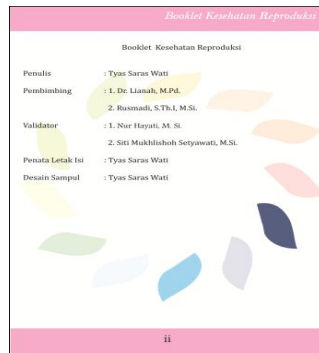 Booklet Kesehatan Reproduksi
Booklet Kesehatan Reproduksi
Penulis : Tyas Saras Wati
Pembimbing : 1. Dr. Lianah, M.Pd.
2. Rusmadi, S.Th.I, M.Si.
Validator : 1. Nur Hayati, M. Si.
2. Siti Mukhlishoh Setyawati, M.Si.
Penata Letak Isi : Tyas Saras Wati
Desain Sampul : Tyas Saras Wati
ii